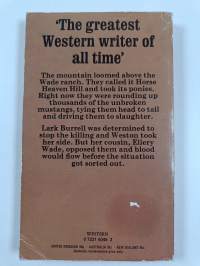 'The greatest
Western writer of
all time'
The mountain loomed above the
Wade ranch. They called it Horse
Heaven Hill and took its ponies.
Right now they were rounding up
thousands of the unbroken
mustangs, tying them head to tail
and driving them to slaughter.
Lark Burrell was determined to
stop the killing and Weston took
her side. But her cousin, Ellery
Wade, opposed them and blood
would flow before the situation
got sorted out.
WESTERN